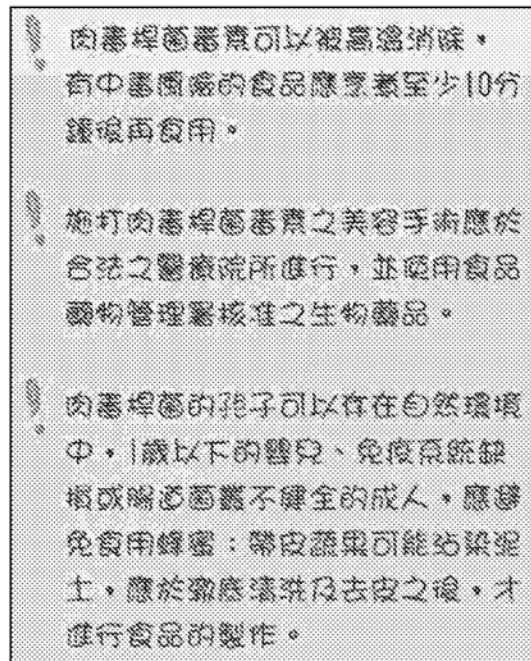 肉毒桿菌毒素可以被高溫消除，
有中毒疑慮的食品應烹煮至少10分
鐘後再食用。
施打肉毒桿菌毒素之美容手術應於
合法之醫療院所進行，並使用食品
藥物管理署核准之生物藥品。
肉毒桿菌的孢子可以存在自然環境
中，1歲以下的嬰兒、免疫系統缺
損或腸道菌叢不健全的成人，應避
免食用蜂蜜；帶皮蔬果可能沾染泥
土，應於徹底清洗及去皮之後，才
進行食品的製作。